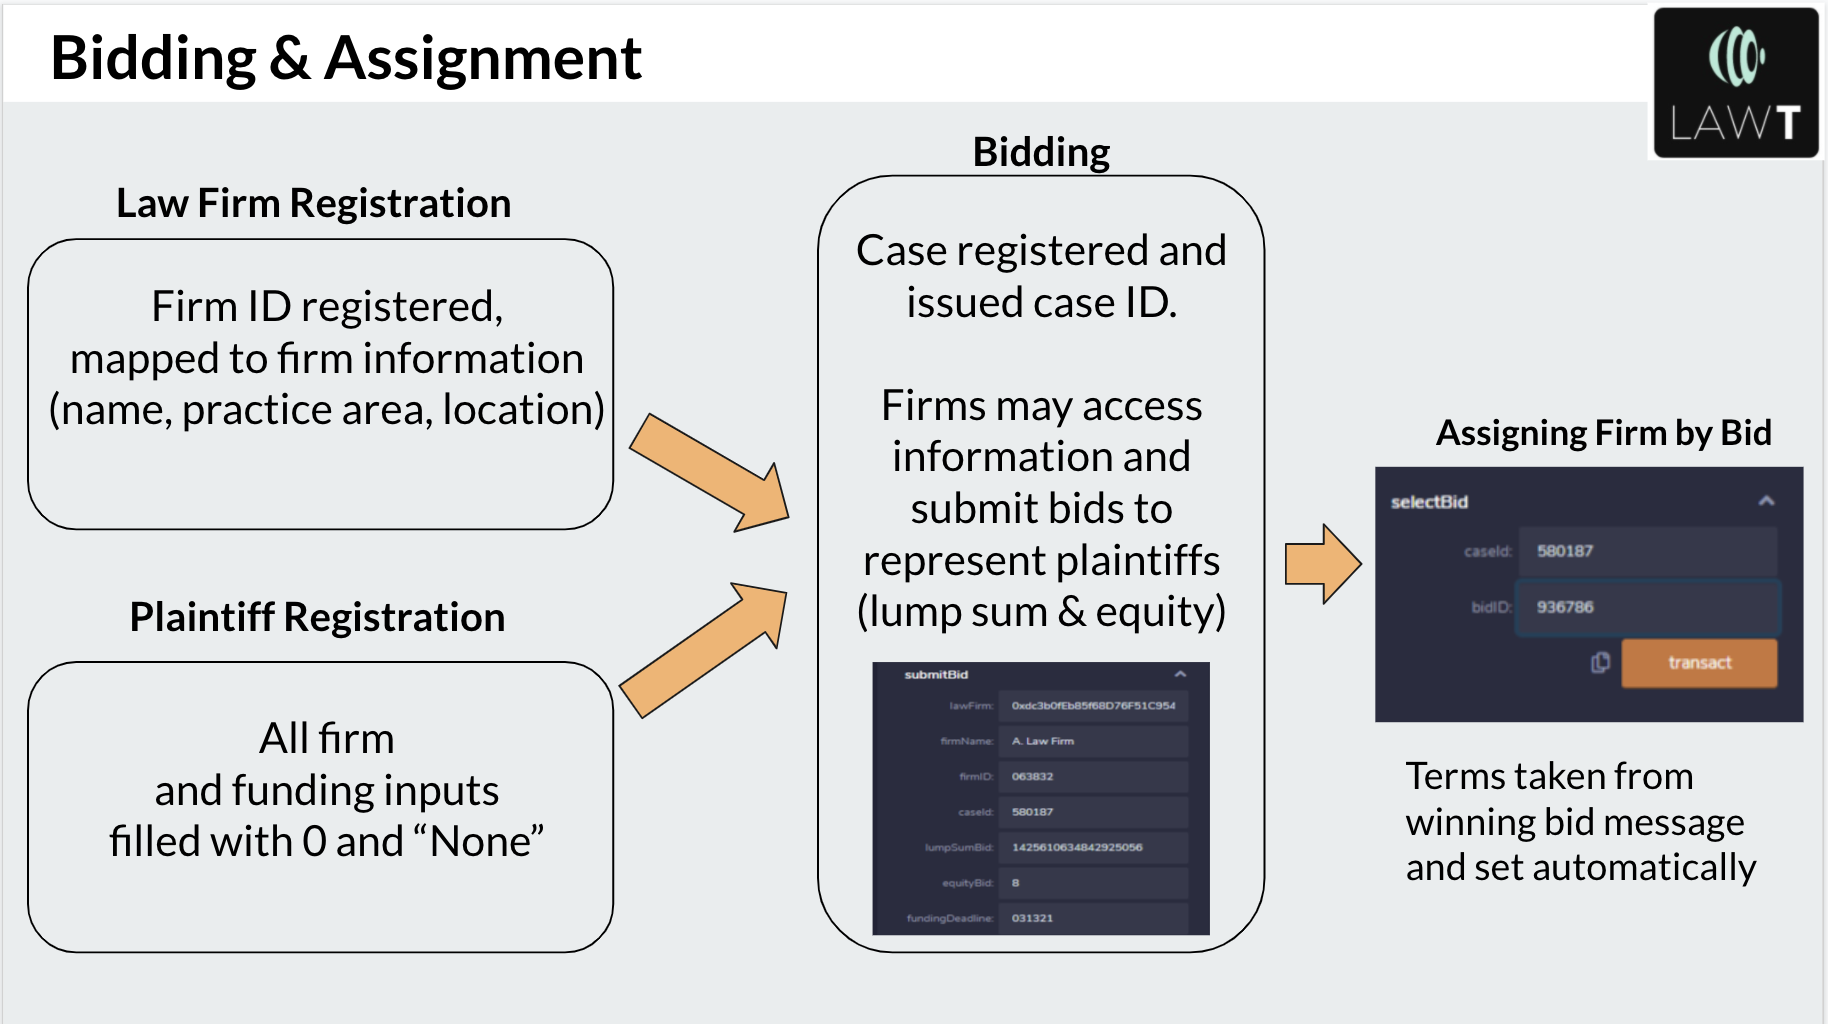 Bidding & Assignment
LAWT
Law Firm Registration
Firm ID registered,
mapped to firm information
(name, practice area, location)
Plaintiff Registration
All firm
and funding inputs
filled with 0 and “None”
Bidding
Case registered and
issued case ID.
Firms may access
information and
submit bids to
represent plaintiffs
(lump sum & equity)
submitBid
lawFirm: 0xdc3b0fEb85f68D76F51C954
firmName: A. Law Firm
firmID: 063832
caseId: 580187
lumpSumBid: 1425610634842925056
equityBid: 8
fundingDeadline: 031321
Assigning Firm by Bid
selectBid
caseId: 580187
bidID: 936786
transact
Terms taken from
winning bid message
and set automatically